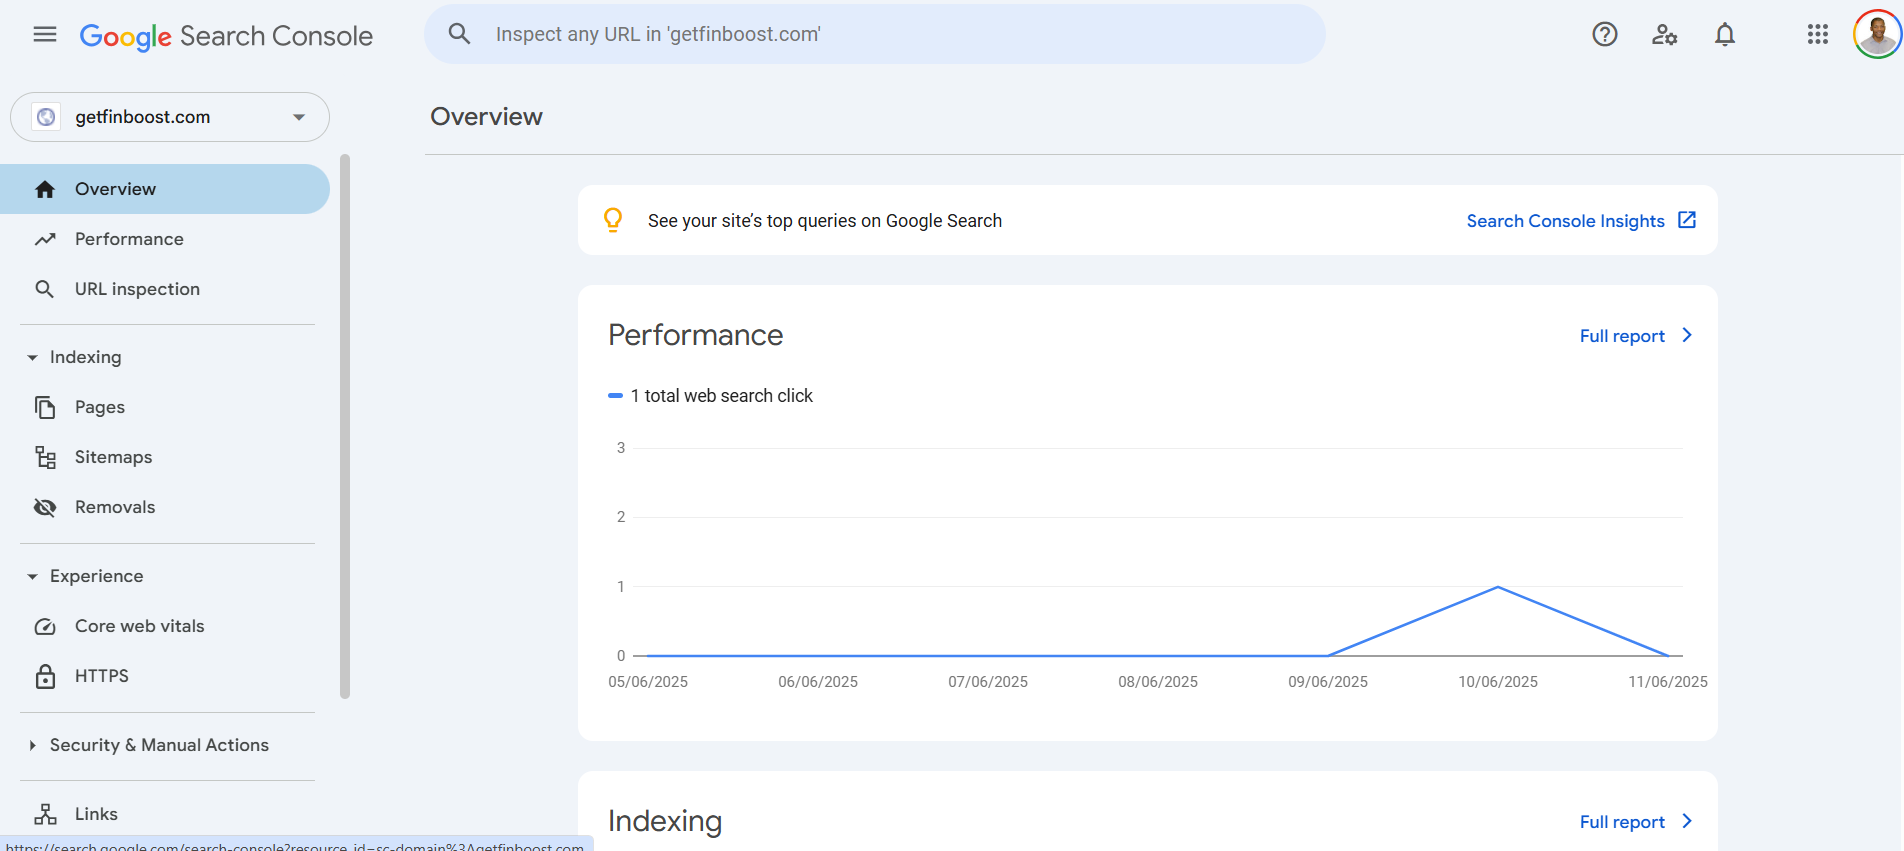 Google Search Console
Inspect any URL in 'getfinboost.com'
getfinboost.com
Overview
Performance
URL inspection
Indexing
Pages
Sitemaps
Removals
Experience
Core web vitals
HTTPS
Security & Manual Actions
Links
https://search.google.com/search-console?resource_id=sc-domain%3Agetfinboost.com
Overview
See your site’s top queries on Google Search
Search Console Insights
Performance
Full report
1 total web search click
3
2
1
0
05/06/2025 06/06/2025 07/06/2025 08/06/2025 09/06/2025 10/06/2025 11/06/2025
Indexing
Full report